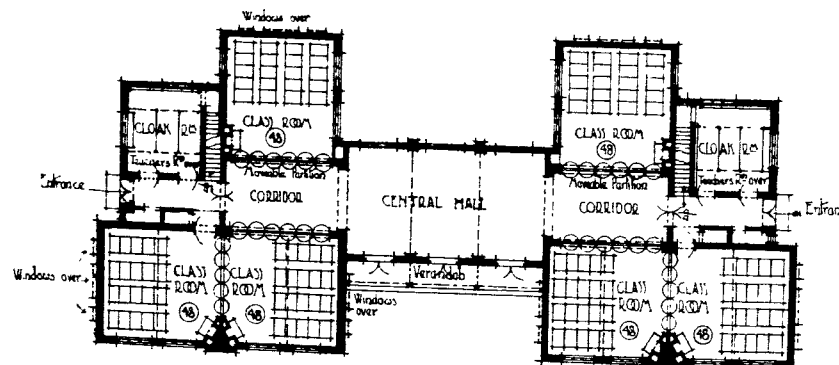 Windows over
CLASS ROOM
48
CLOAK RM
Teachers RM over
Entrance
Moveable Partition
CORRIDOR
CENTRAL HALL
CLASS ROOM
48
Moveable Partition
CORRIDOR
CLOAK RM
Teachers RM over
Entranc
Windows over
CLASS
ROOM
48
CLASS
ROOM
48
Verandah
Windows
over
CLASS
ROOM
48
CLASS
ROOM
48